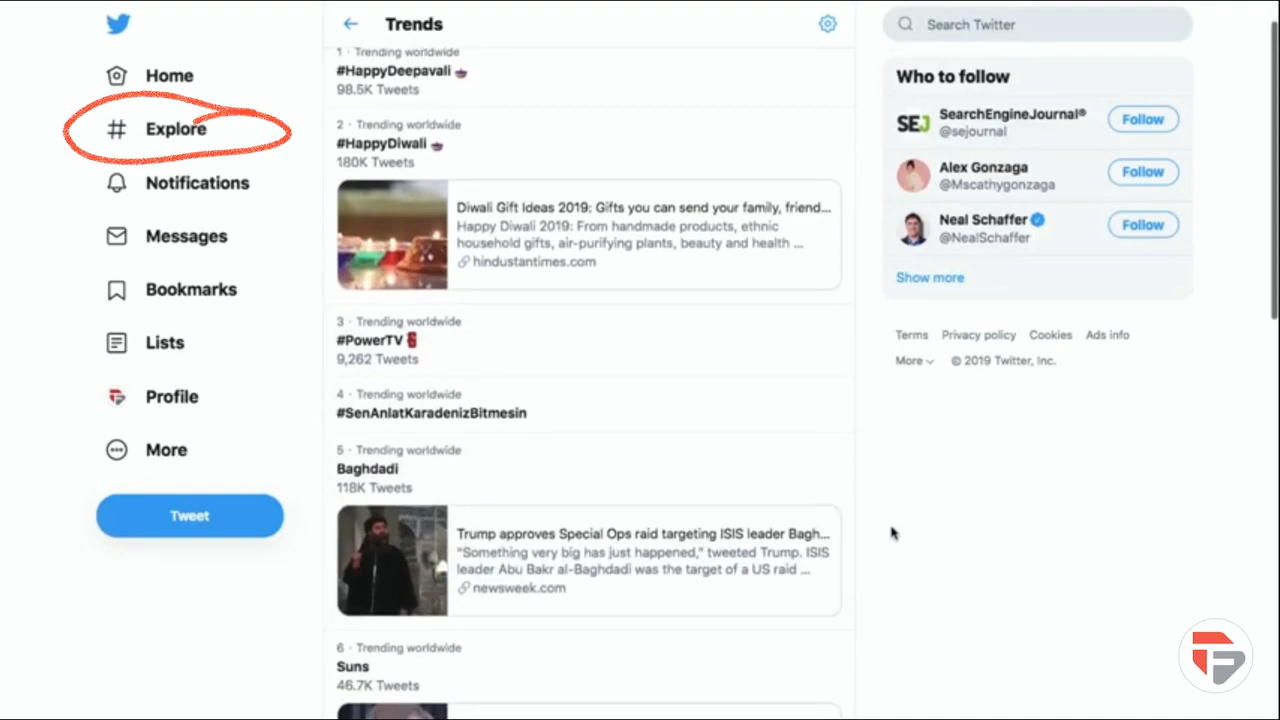 Home
Explore
Notifications
Messages
Bookmarks
Lists
Profile
More
Tweet
Trends
1 · Trending worldwide
#HappyDeepavali
98.5K Tweets
2 · Trending worldwide
#HappyDiwali
180K Tweets
Diwali Gift Ideas 2019: Gifts you can send your family, friend...
Happy Diwali 2019: From handmade products, ethnic
household gifts, air-purifying plants, beauty and health ...
hindustantimes.com
3 · Trending worldwide
#PowerTV
9,262 Tweets
4 · Trending worldwide
#SenAnlatKaradenizBitmesin
5 · Trending worldwide
Baghdadi
118K Tweets
Trump approves Special Ops raid targeting ISIS leader Bagh...
"Something very big has just happened," tweeted Trump. ISIS
leader Abu Bakr al-Baghdadi was the target of a US raid ...
newsweek.com
6 · Trending worldwide
Suns
46.7K Tweets
Search Twitter
Who to follow
SEJ
SearchEngineJournal®
@sejournal
Follow
Alex Gonzaga
@Mscathygonzaga
Follow
Neal Schaffer
@NealSchaffer
Follow
Show more
Terms Privacy policy Cookies Ads info
More © 2019 Twitter, Inc.